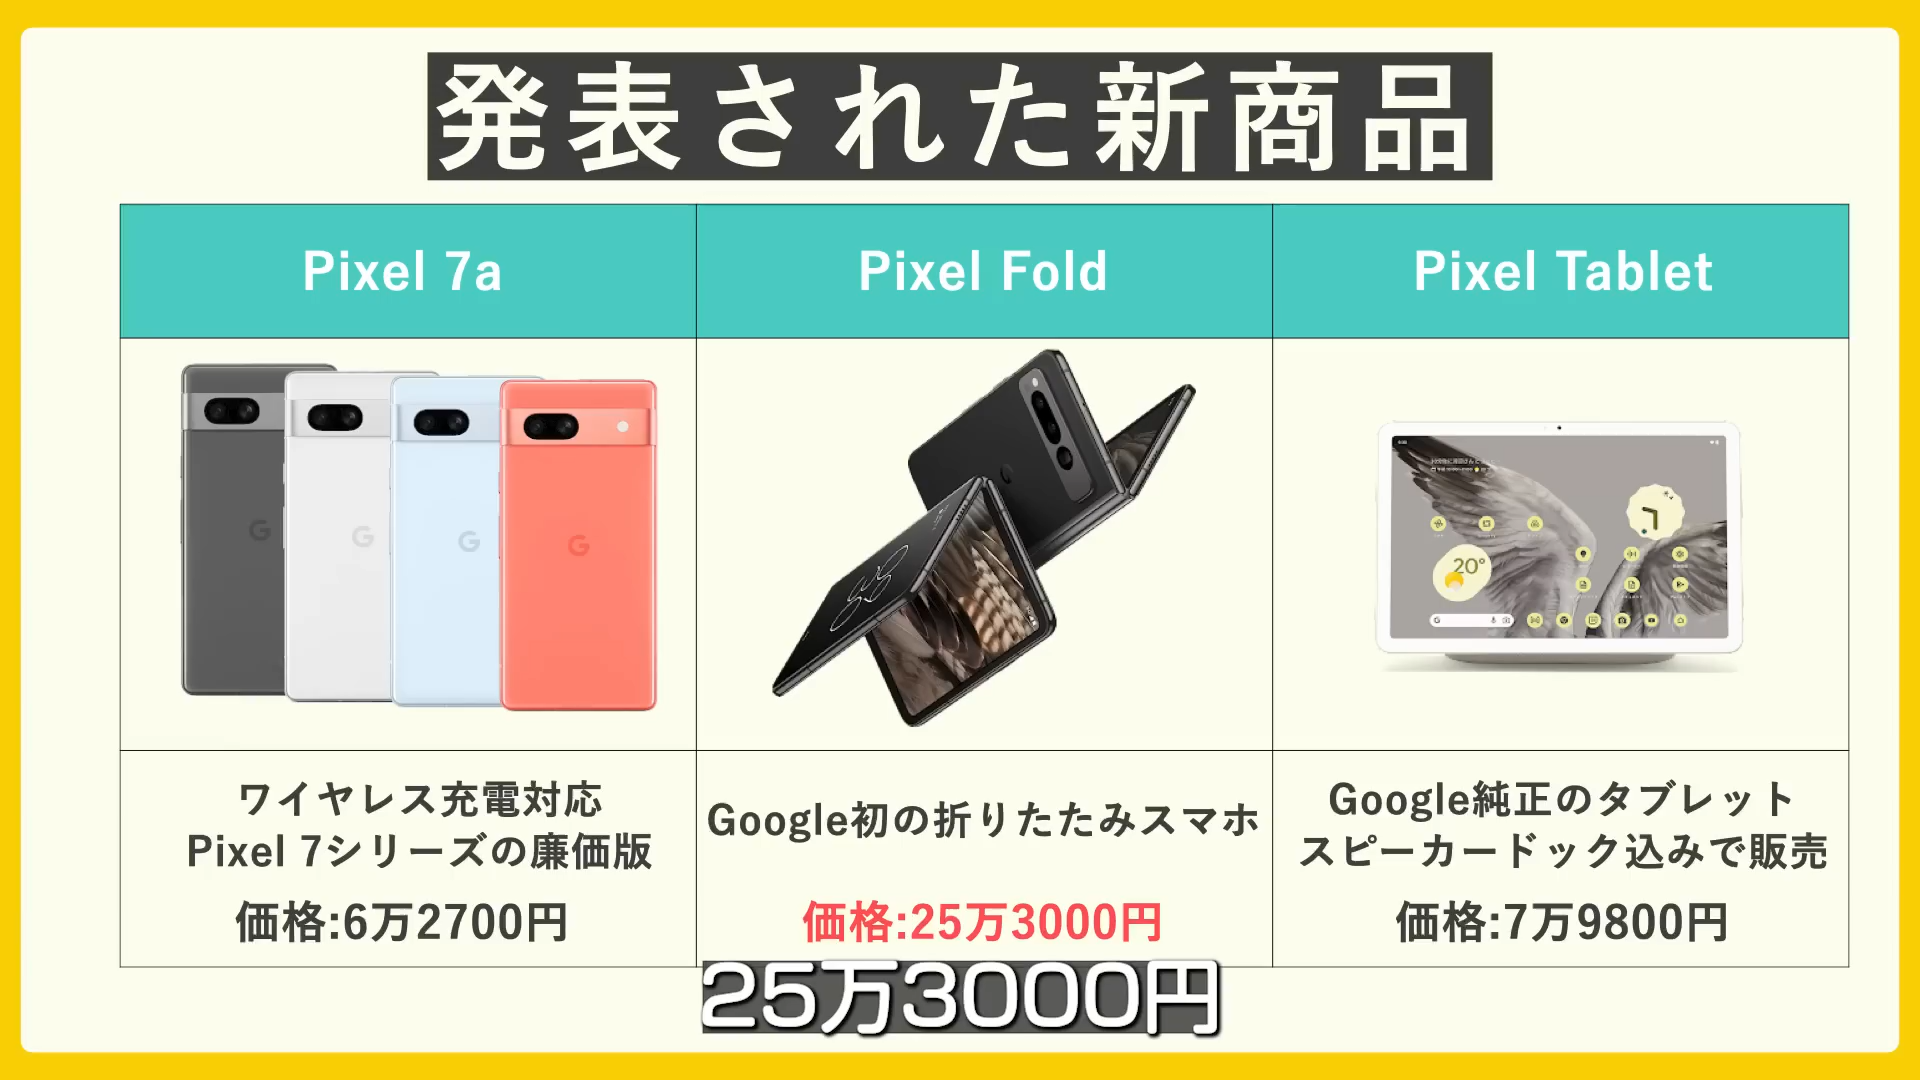 発表された新商品
Pixel 7a
Pixel Fold
Pixel Tablet
G
G
G
G
20°
ワイヤレス充電対応
Pixel 7シリーズの廉価版
価格:6万2700円
Google初の折りたたみスマホ
価格:25万3000円
Google純正のタブレット
スピーカードック込みで販売
価格:7万9800円
25万3000円